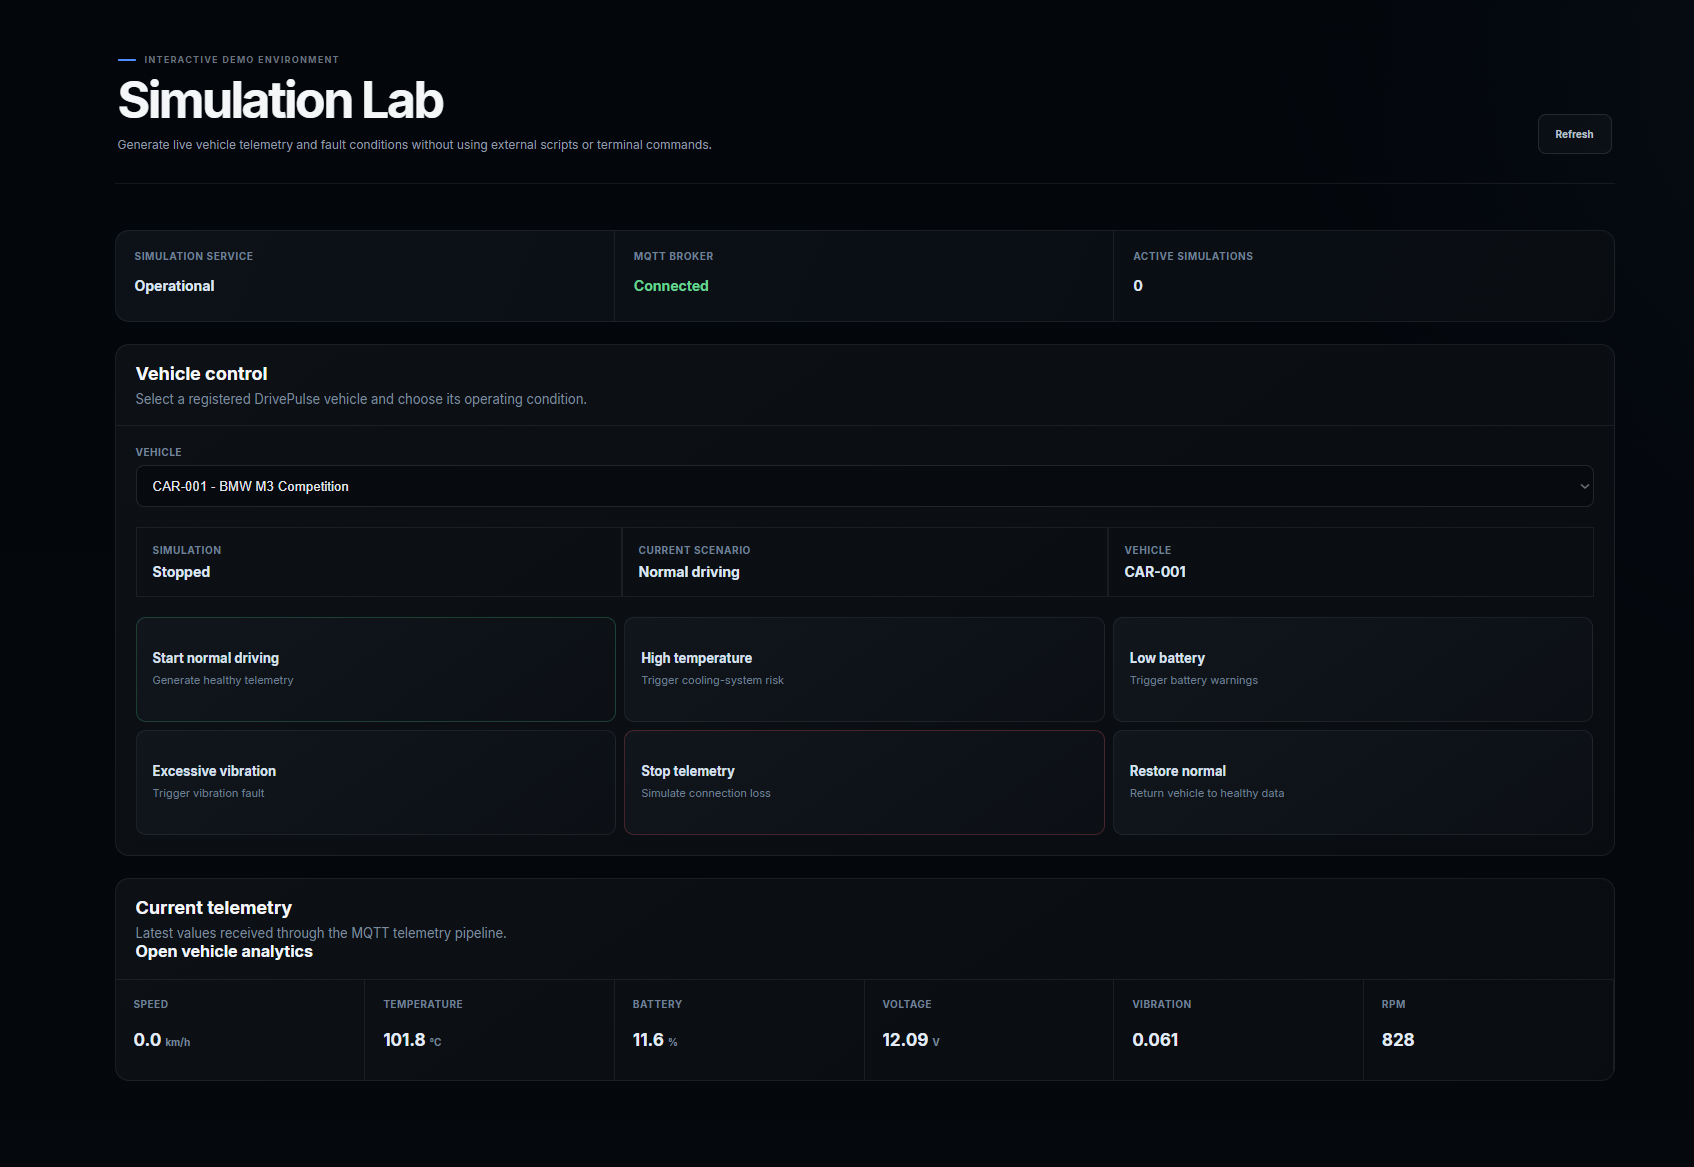 INTERACTIVE DEMO ENVIRONMENT
Simulation Lab
Generate live vehicle telemetry and fault conditions without using external scripts or terminal commands.
Refresh
SIMULATION SERVICE
Operational
MQTT BROKER
Connected
ACTIVE SIMULATIONS
0
Vehicle control
Select a registered DrivePulse vehicle and choose its operating condition.
VEHICLE
CAR-001 - BMW M3 Competition
SIMULATION
Stopped
CURRENT SCENARIO
Normal driving
VEHICLE
CAR-001
Start normal driving
Generate healthy telemetry
High temperature
Trigger cooling-system risk
Low battery
Trigger battery warnings
Excessive vibration
Trigger vibration fault
Stop telemetry
Simulate connection loss
Restore normal
Return vehicle to healthy data
Current telemetry
Latest values received through the MQTT telemetry pipeline.
Open vehicle analytics
SPEED
0.0 km/h
TEMPERATURE
101.8 °C
BATTERY
11.6 %
VOLTAGE
12.09 V
VIBRATION
0.061
RPM
828